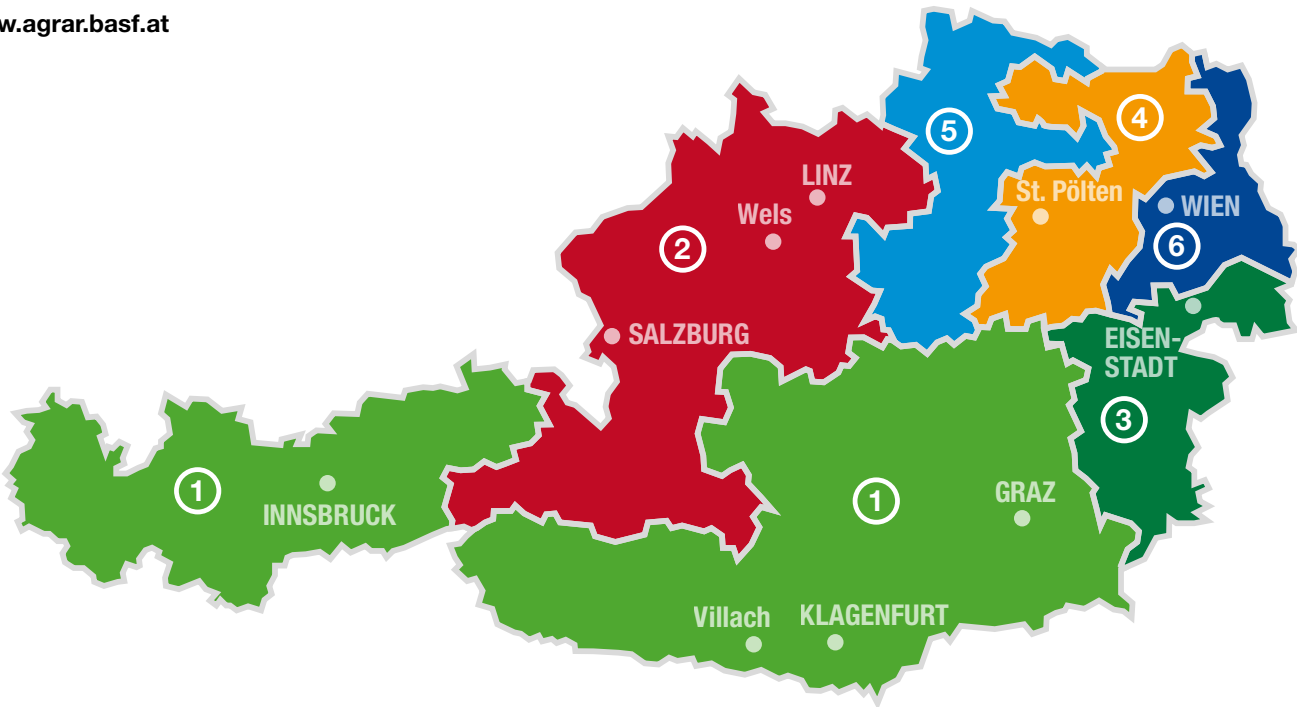 w.agrar.basf.at
5
4
LINZ
St. Pölten
Wels
WIEN
2
6
SALZBURG
EISEN-
STADT
3
1
INNSBRUCK
1
GRAZ
Villach
KLAGENFURT